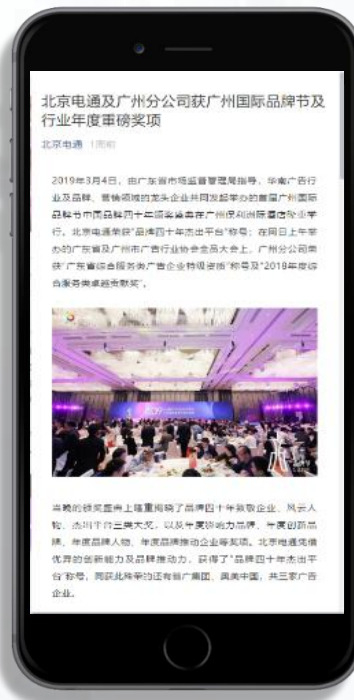 北京电通及广州分公司获广州国际品牌节及
行业年度重磅奖项
北京电通 1周前
2019年3月4日，由广东省市场监督管理局指导，华南广告行
业及品牌、营销领域的龙头企业共同发起举办的首届广州国际
品牌节中国品牌四十年颁奖盛典在广州保利洲际酒店隆重举
行。北京电通荣获“品牌四十年杰出平台”称号；在同日上午举
办的广东省及广州市广告行业协会会员大会上，广州分公司荣
获“广东省综合服务类广告企业特级资质”称号及“2018年度综
合服务类卓越贡献奖”。
当晚的颁奖盛典上隆重揭晓了品牌四十年致敬企业、风云人
物、杰出平台三类大奖，以及年度影响力品牌、年度创新品
牌、年度品牌人物、年度品牌推动企业等奖项。北京电通凭借
优异的创新能力及品牌推动力，获得了“品牌四十年杰出平
台”称号，同获此殊荣的还有省广集团、奥美中国，共三家广告
企业。